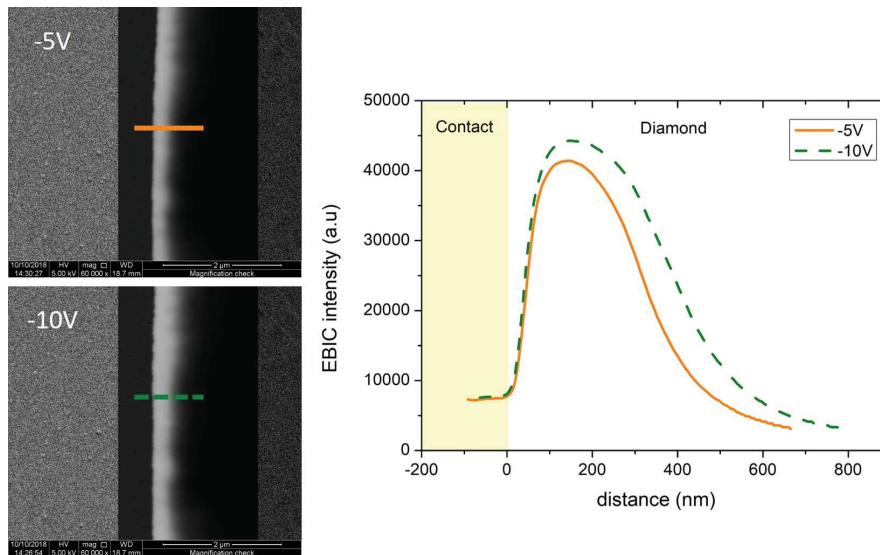 -5V
10/10/2018 HV mag □ WD 2 µm
14:30:27 5.00 kV 60 000 x 18.7 mm Magnification check
-10V
10/10/2018 HV mag □ WD 2 µm
14:26:54 5.00 kV 60 000 x 18.7 mm Magnification check
Contact Diamond
-5V
-10V
EBIC intensity (a.u)
50000
40000
30000
20000
10000
0
-200 0 200 400 600 800
distance (nm)